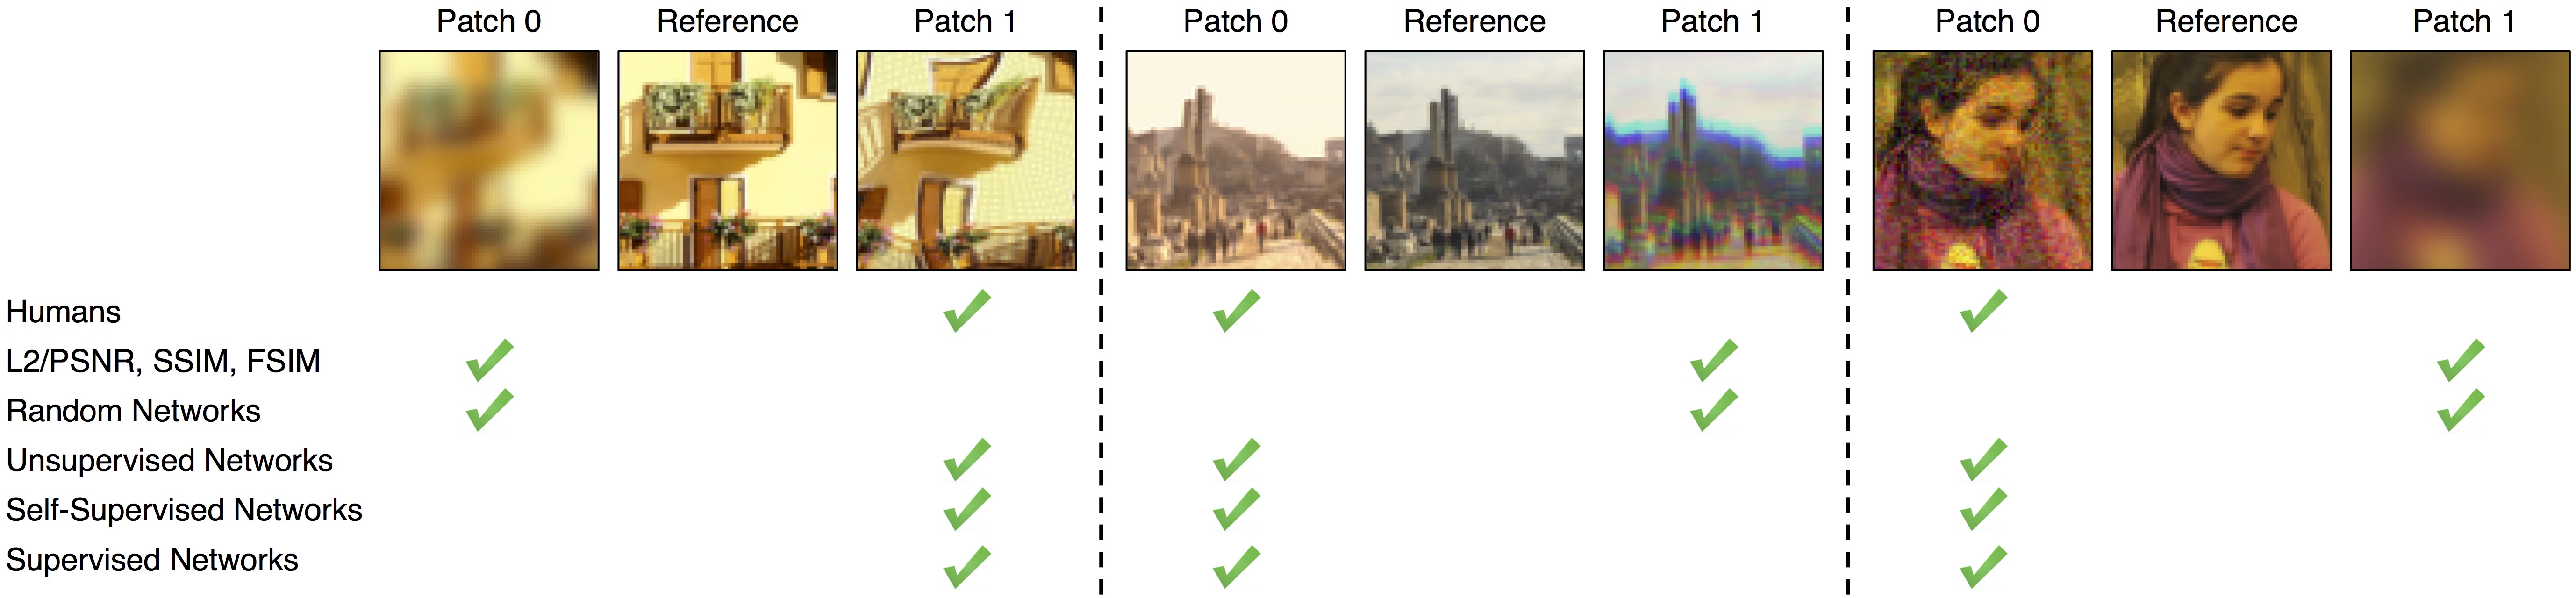 Patch 0 Reference Patch 1 Patch 0 Reference Patch 1 Patch 0 Reference Patch 1
Humans
L2/PSNR, SSIM, FSIM
Random Networks
Unsupervised Networks
Self-Supervised Networks
Supervised Networks